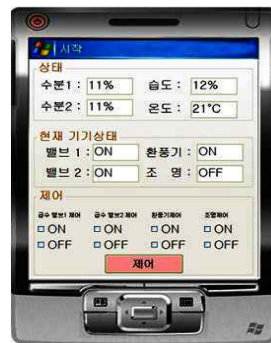 시작
상태
수분1 : 11% 습도 : 12%
수분2 : 11% 온도 : 21°C
현재 기기상태
밸브 1 : ON 환풍기 : ON
밸브 2 : ON 조 명 : OFF
제어
급수 밸브1 제어 급수 밸브2 제어 환풍기제어 조명제어
ON ON ON ON
OFF OFF OFF OFF
제어